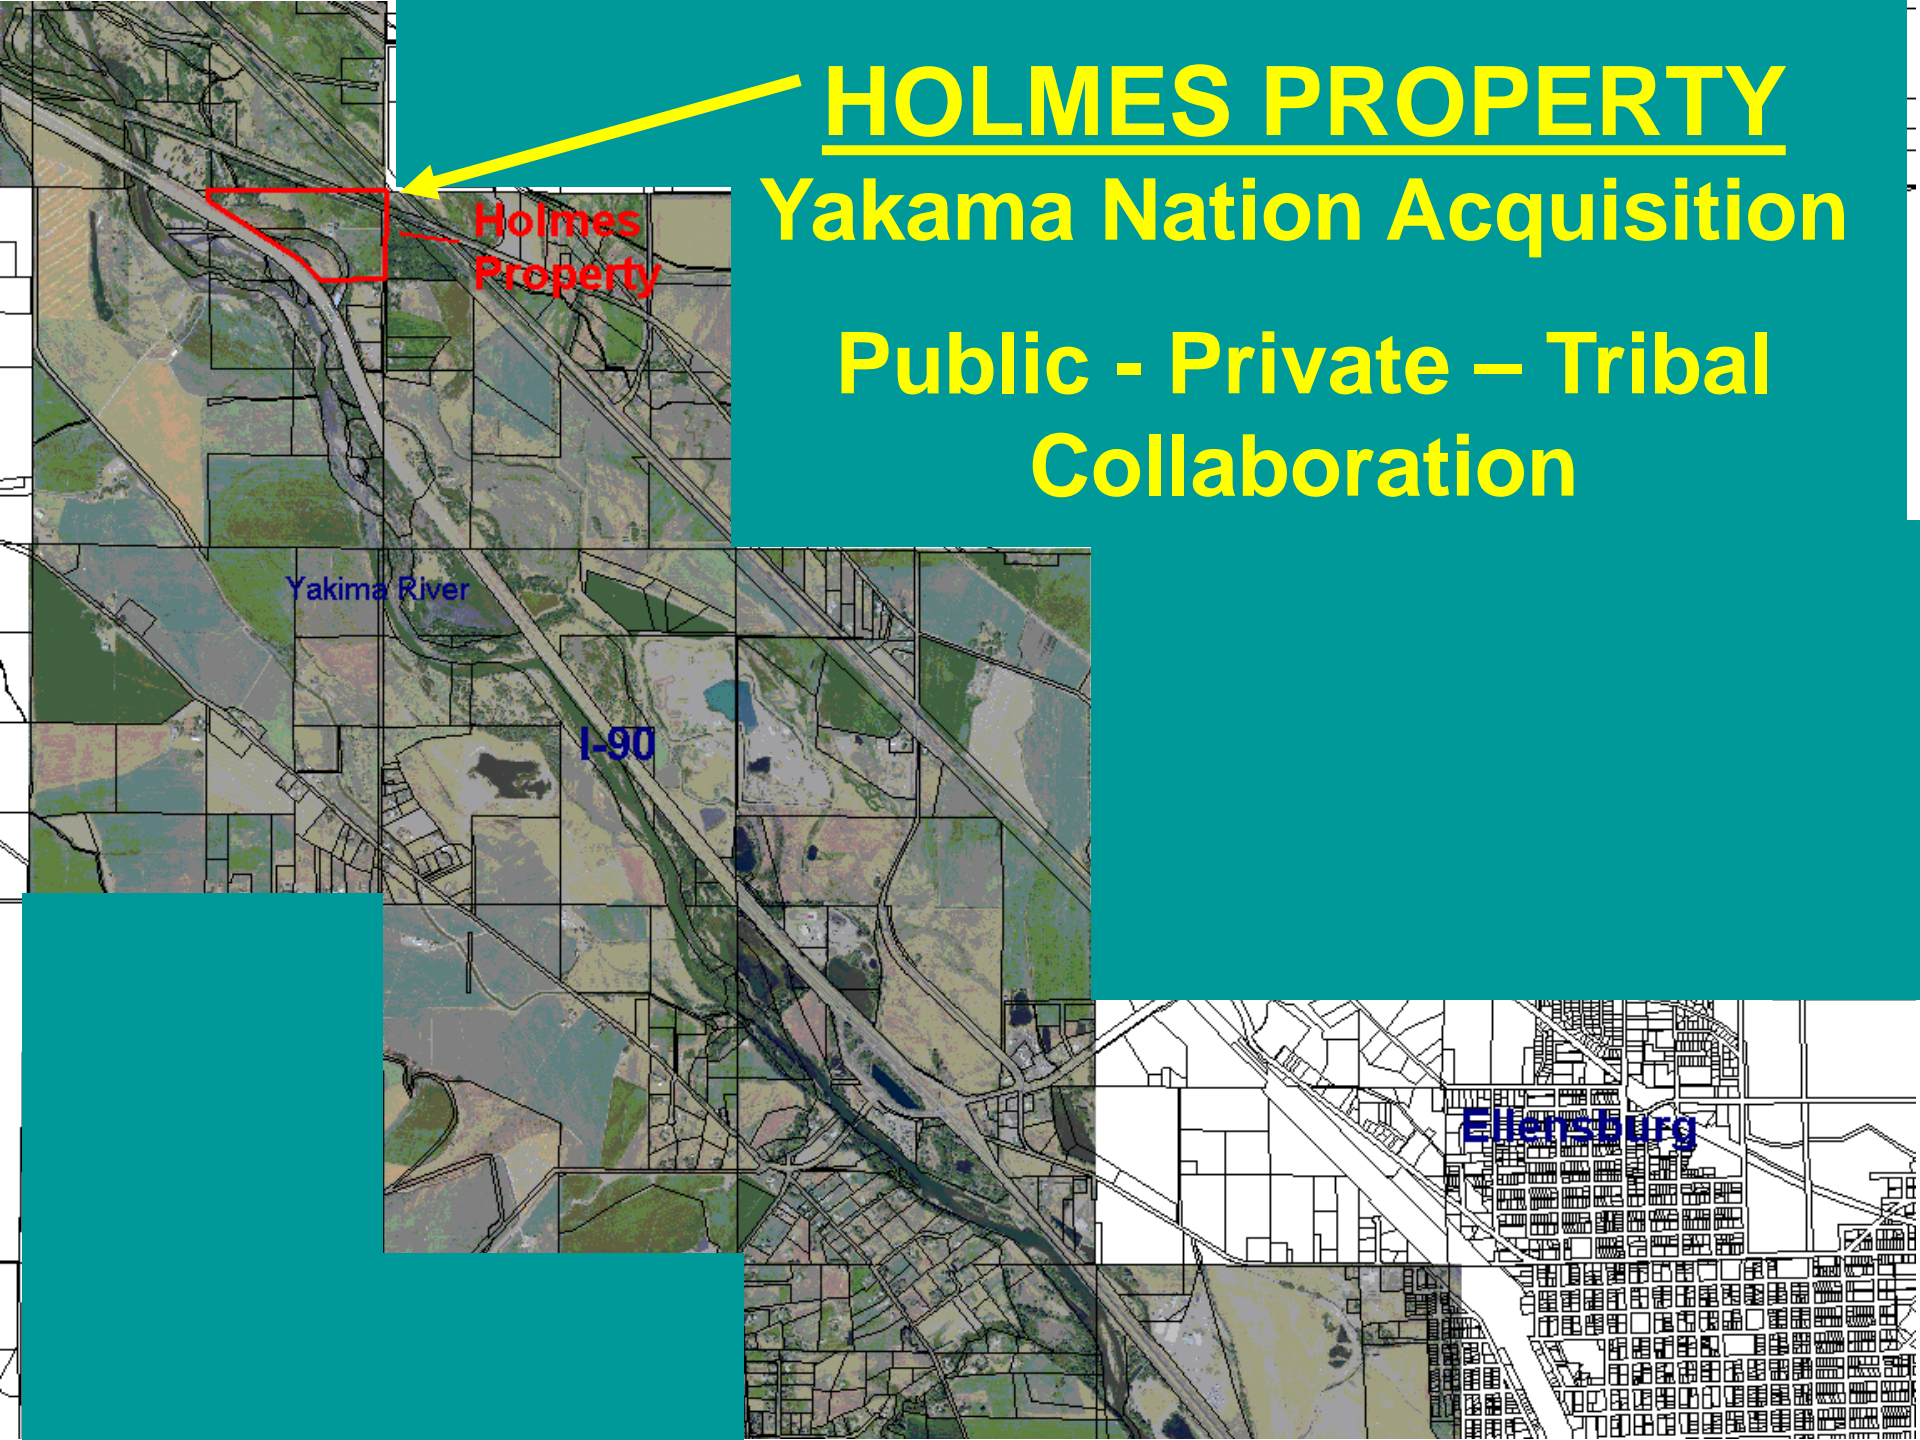 HOLMES PROPERTY
Yakama Nation Acquisition
Public - Private – Tribal
Collaboration
Holmes
Property
Yakima River
I-90
Ellensburg